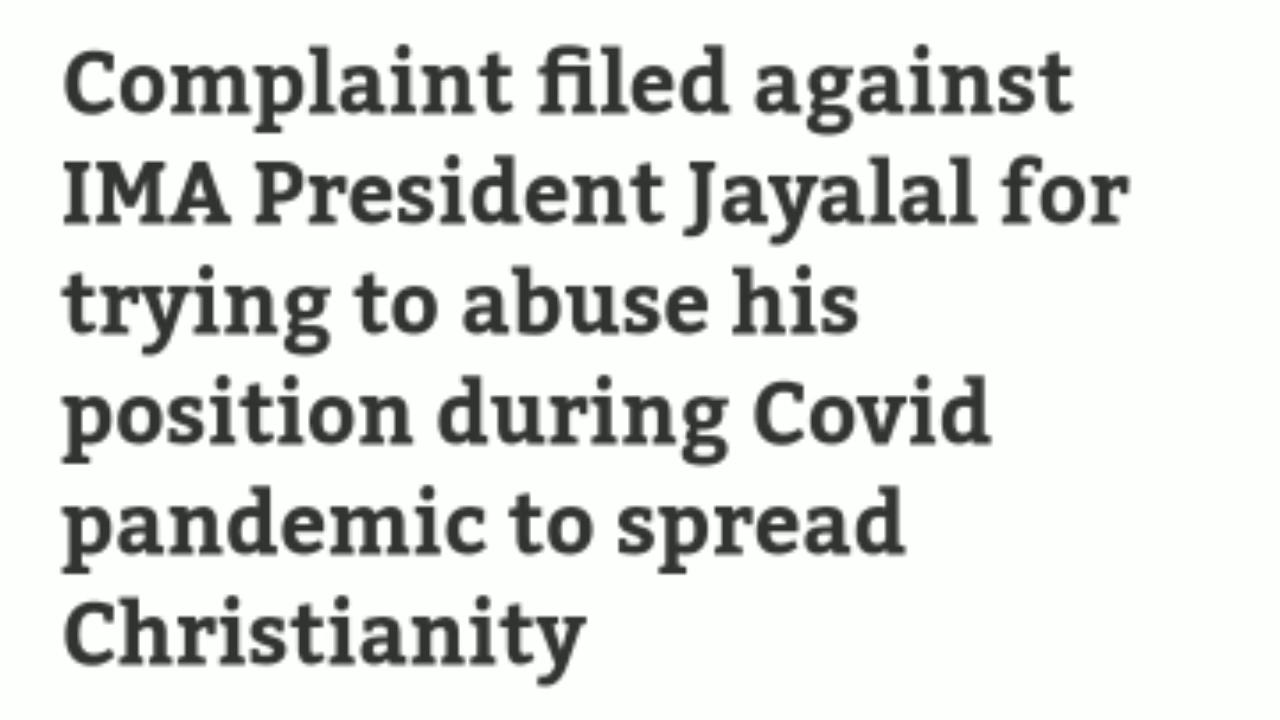 Complaint filed against
IMA President Jayalal for
trying to abuse his
position during Covid
pandemic to spread
Christianity